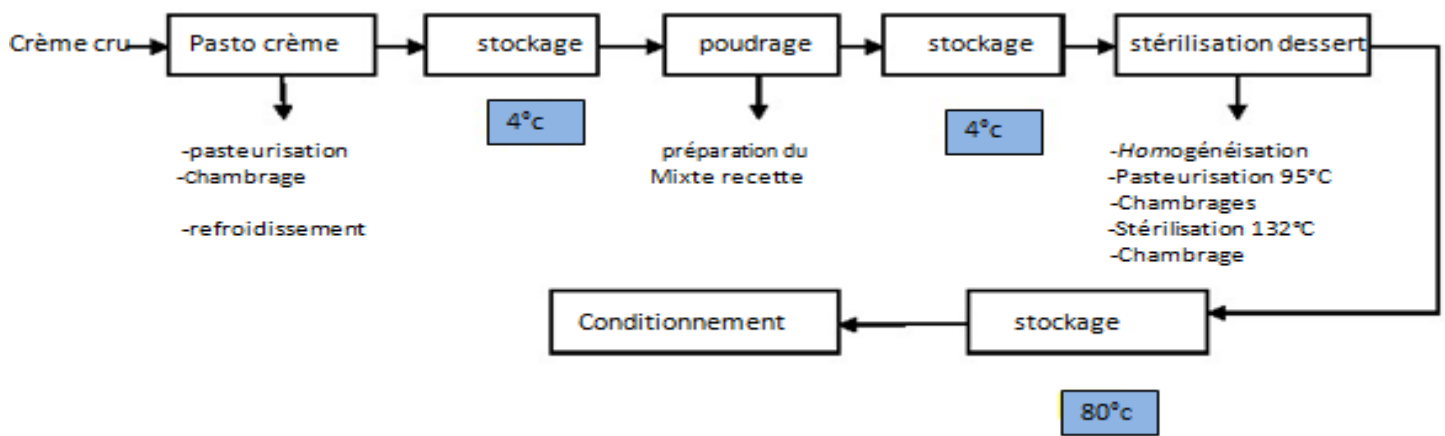 Crème cru
Pasto crème
stockage
poudrage
stockage
stérilisation dessert
4°c
4°c
-pasteurisation
-Chambrage
-refroidissement
préparation du
Mixte recette
-Homogénéisation
-Pasteurisation 95°C
-Chambrages
-Stérilisation 132°C
-Chambrage
Conditionnement
stockage
80°c